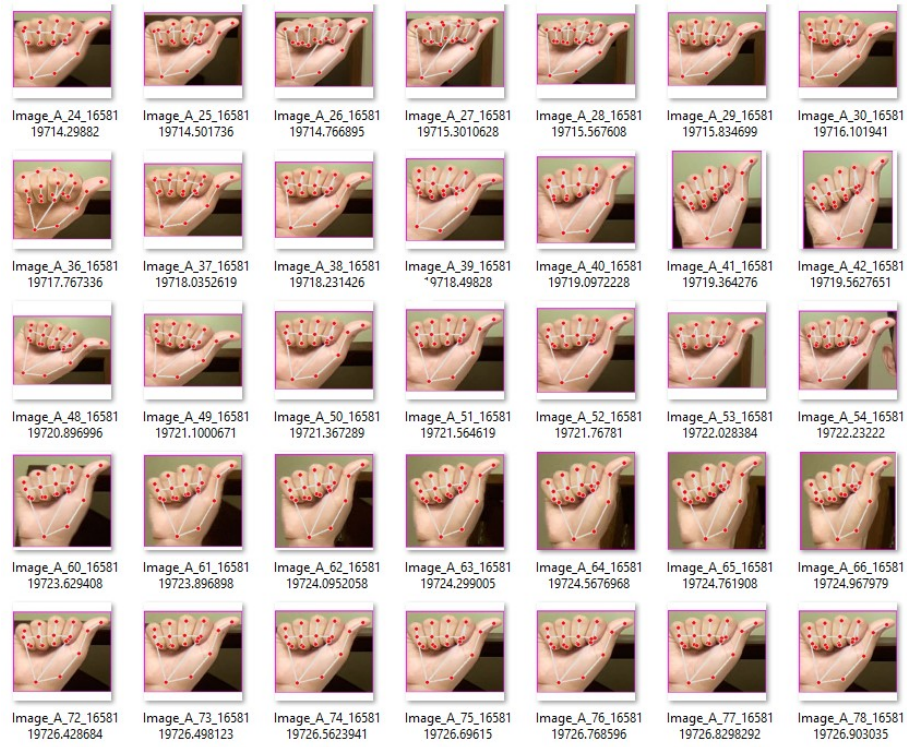 Image_A_24_16581
19714.29882
Image_A_25_16581
19714.501736
Image_A_26_16581
19714.766895
Image_A_27_16581
19715.3010628
Image_A_28_16581
19715.567608
Image_A_29_16581
19715.834699
Image_A_30_16581
19716.101941
Image_A_36_16581
19717.767336
Image_A_37_16581
19718.0352619
Image_A_38_16581
19718.231426
Image_A_39_16581
9718.49828
Image_A_40_16581
19719.0972228
Image_A_41_16581
19719.364276
Image_A_42_16581
19719.5627651
Image_A_48_16581
19720.896996
Image_A_49_16581
19721.1000671
Image_A_50_16581
19721.367289
Image_A_51_16581
19721.564619
Image_A_52_16581
19721.76781
Image_A_53_16581
19722.028384
Image_A_54_16581
19722.23222
Image_A_60_16581
19723.629408
Image_A_61_16581
19723.896898
Image_A_62_16581
19724.0952058
Image_A_63_16581
19724.299005
Image_A_64_16581
19724.5676968
Image_A_65_16581
19724.761908
Image_A_66_16581
19724.967979
Image_A_72_16581
19726.428684
Image_A_73_16581
19726.498123
Image_A_74_16581
19726.5623941
Image_A_75_16581
19726.69615
Image_A_76_16581
19726.768596
Image_A_77_16581
19726.8298292
Image_A_78_16581
19726.903035